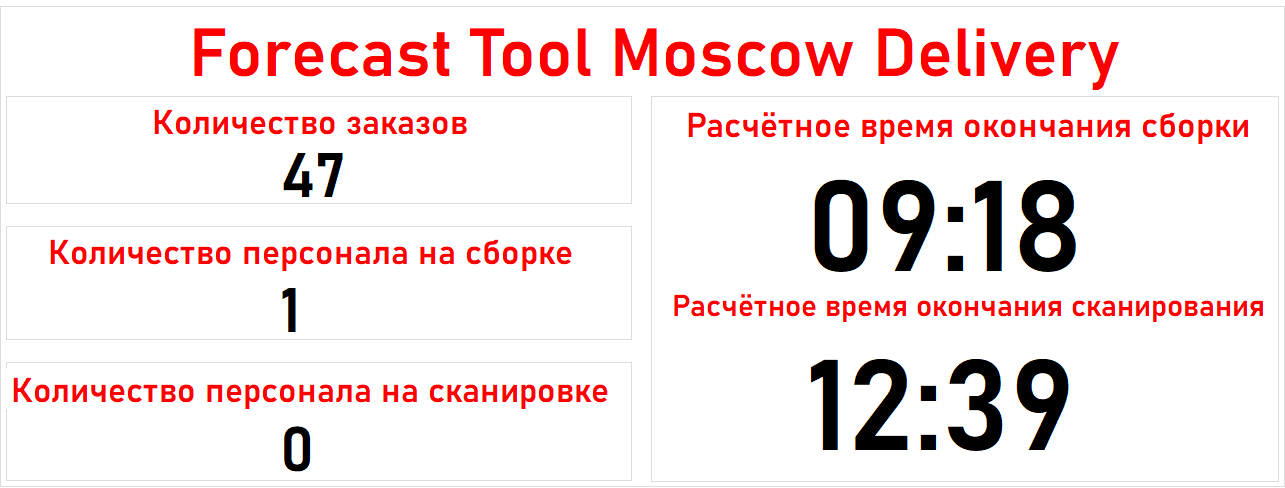 Forecast Tool Moscow Delivery
Количество заказов
47
Количество персонала на сборке
1
Количество персонала на сканировке
0
Расчётное время окончания сборки
09:18
Расчётное время окончания сканирования
12:39